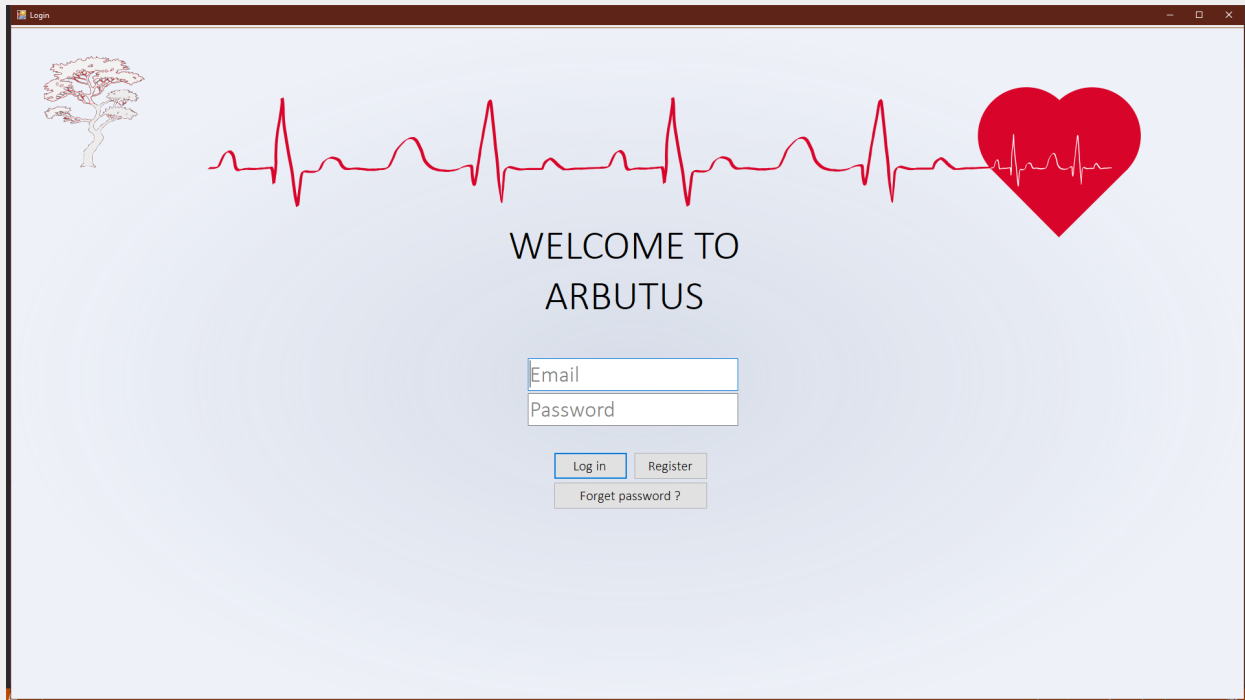 Login
WELCOME TO
ARBUTUS
Email
Password
Log in
Register
Forget password ?